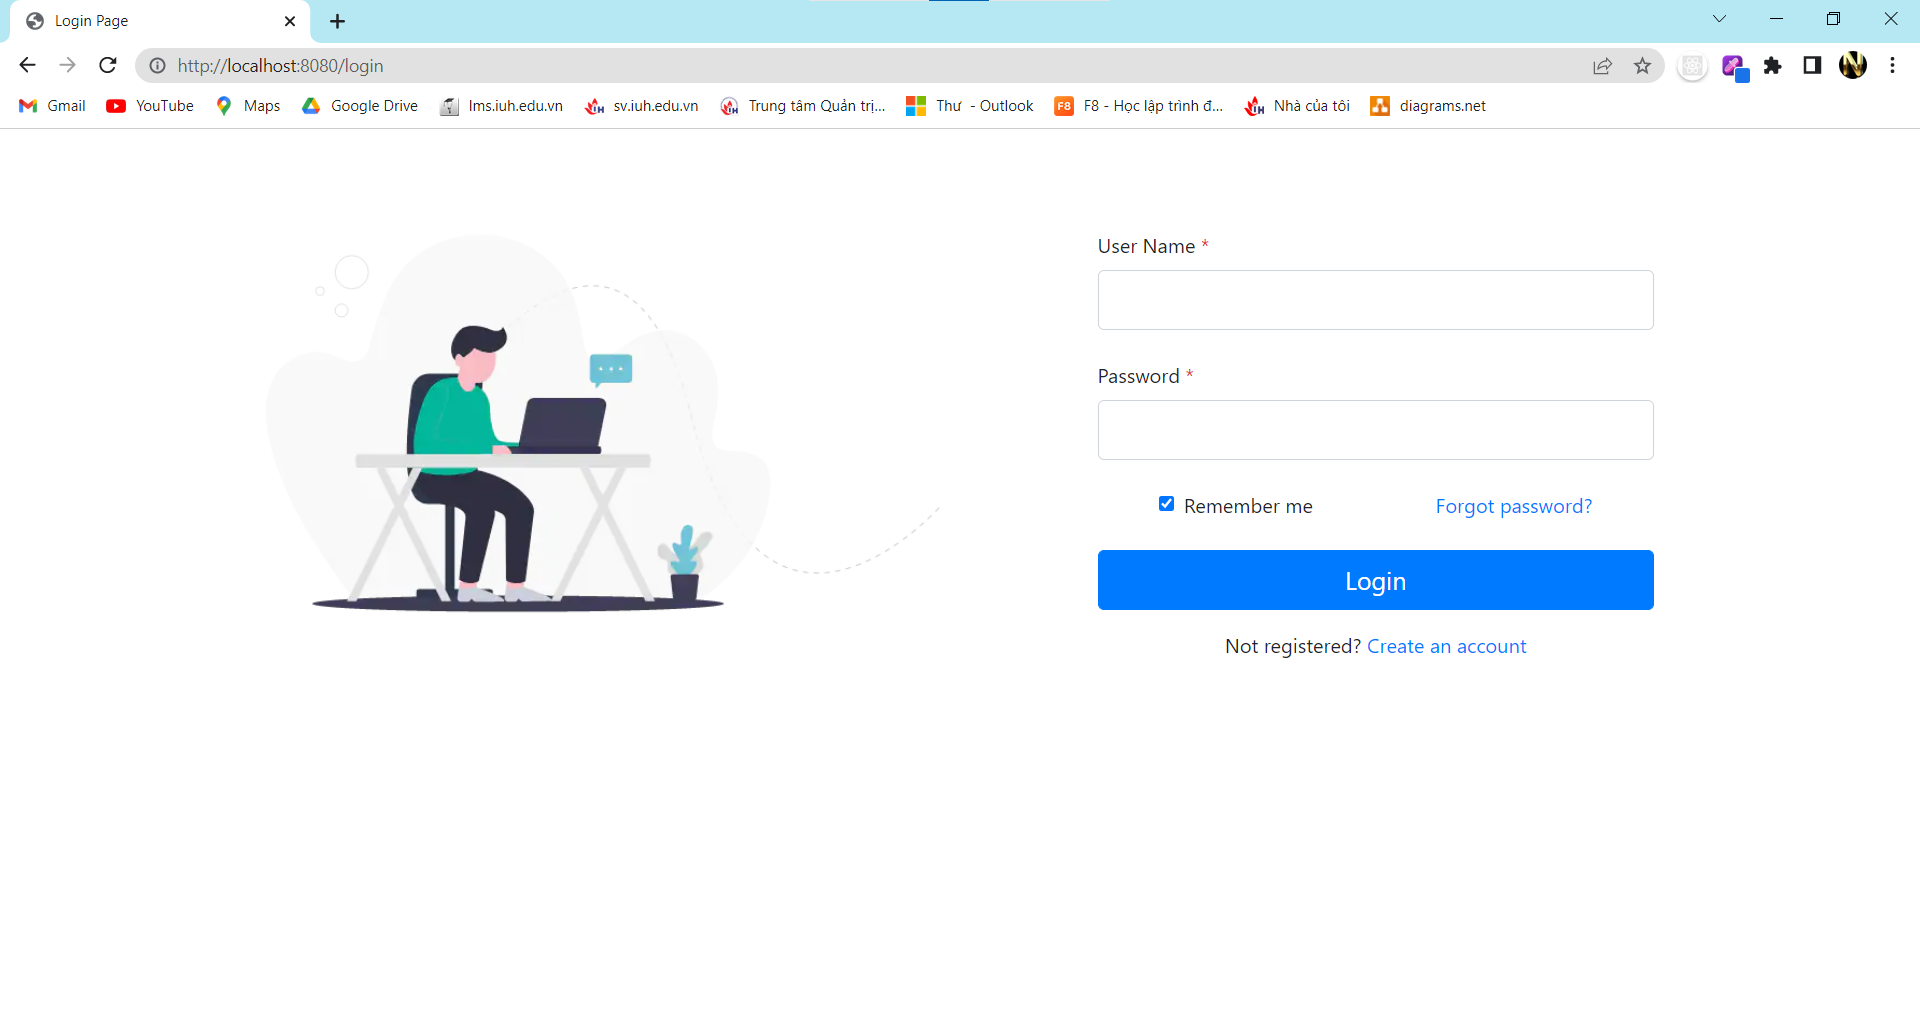 Login Page
http://localhost:8080/login
Gmail YouTube Maps Google Drive lms.iuh.edu.vn sv.iuh.edu.vn Trung tâm Quản trị... Thư - Outlook F8 F8 - Học lập trình đ... Nhà của tôi diagrams.net
User Name *
Password *
Remember me Forgot password?
Login
Not registered? Create an account